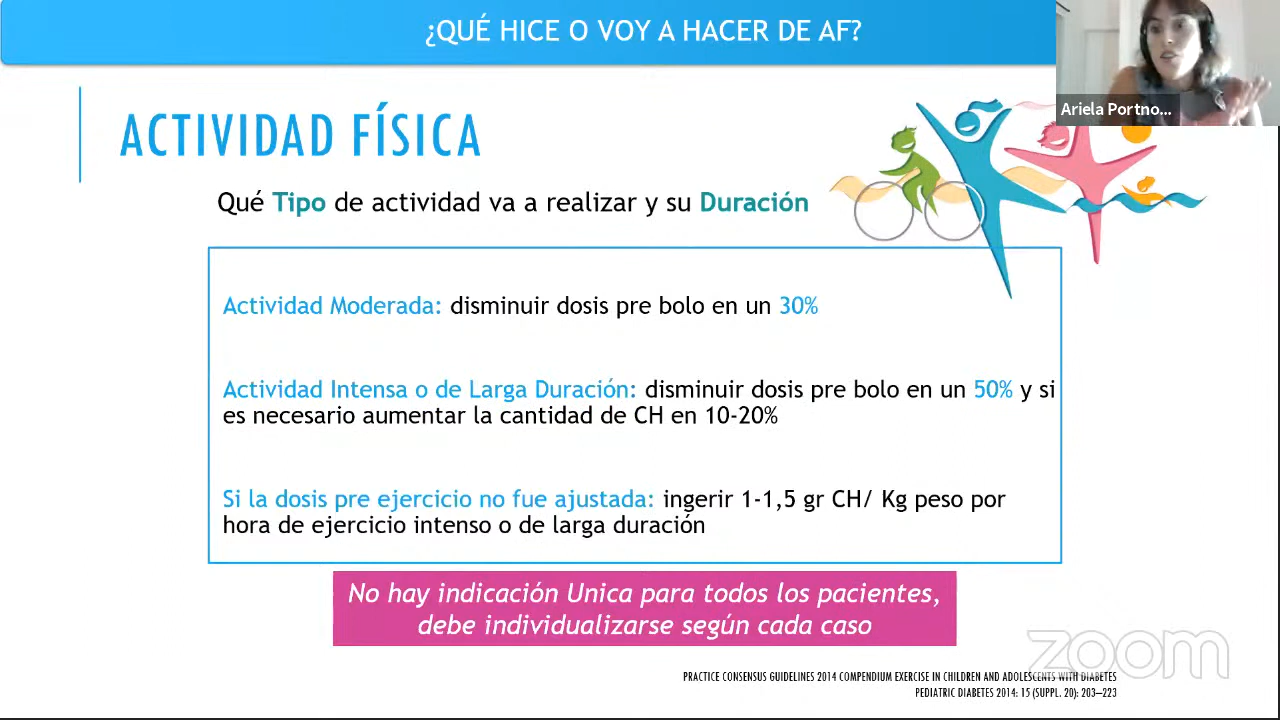 ¿QUÉ HICE O VOY A HACER DE AF?
Ariela Portno...
ACTIVIDAD FÍSICA
Qué Tipo de actividad va a realizar y su Duración
Actividad Moderada: disminuir dosis pre bolo en un 30%
Actividad Intensa o de Larga Duración: disminuir dosis pre bolo en un 50% y si
es necesario aumentar la cantidad de CH en 10-20%
Si la dosis pre ejercicio no fue ajustada: ingerir 1-1,5 gr CH/ Kg peso por
hora de ejercicio intenso o de larga duración
No hay indicación Unica para todos los pacientes,
debe individualizarse según cada caso
zoom
PRACTICE CONSENSUS GUIDELINES 2014 COMPENDIUM EXERCISE IN CHILDREN AND ADOLESCENTS WITH DIABETES
PEDIATRIC DIABETES 2014: 15 (SUPPL. 20): 203–223